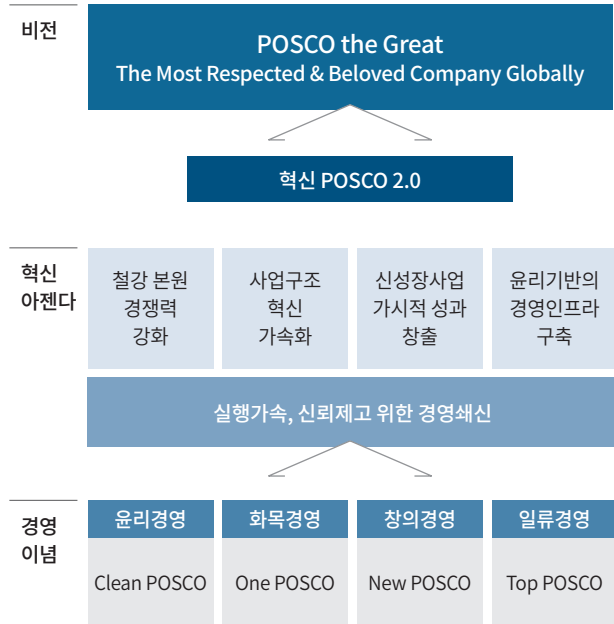 비전
POSCO the Great
The Most Respected & Beloved Company Globally
혁신 POSCO 2.0
혁신
아젠다
철강 본원
경쟁력
강화
사업구조
혁신
가속화
신성장사업
가시적 성과
창출
윤리기반의
경영인프라
구축
실행가속, 신뢰제고 위한 경영쇄신
경영
이념
윤리경영
Clean POSCO
화목경영
One POSCO
창의경영
New POSCO
일류경영
Top POSCO